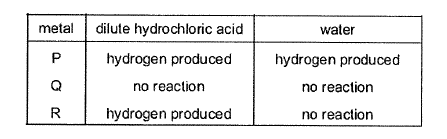 metal dilute hydrochloric acid water
P hydrogen produced hydrogen produced
Q no reaction no reaction
R hydrogen produced no reaction